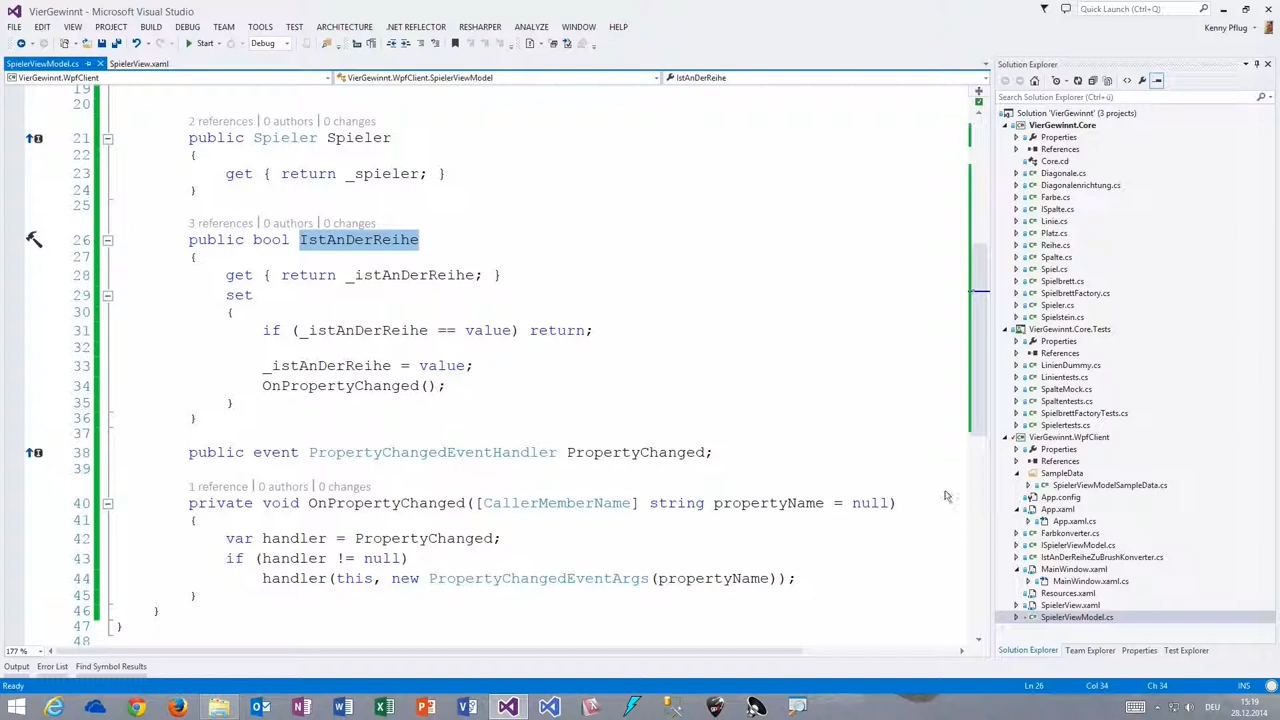 VierGewinnt - Microsoft Visual Studio
Quick Launch (Ctrl+Q)
FILE EDIT VIEW PROJECT BUILD DEBUG TEAM TOOLS TEST ARCHITECTURE .NET REFLECTOR RESHARPER ANALYZE WINDOW HELP
Kenny Pflug
Start Debug
SpielerViewModel.cs SpielerView.xaml
VierGewinnt.WpfClient VierGewinnt.WpfClient.SpielerViewModel IstAnDerReihe
19
20
2 references | 0 authors | 0 changes
21 public Spieler Spieler
22 {
23 get { return _spieler; }
24 }
25
3 references | 0 authors | 0 changes
26 public bool IstAnDerReihe
27 {
28 get { return _istAnDerReihe; }
29 set
30 {
31 if (_istAnDerReihe == value) return;
32
33 _istAnDerReihe = value;
34 OnPropertyChanged();
35 }
36 }
37
38 public event PropertyChangedEventHandler PropertyChanged;
39
1 reference | 0 authors | 0 changes
40 private void OnPropertyChanged([CallerMemberName] string propertyName = null)
41 {
42 var handler = PropertyChanged;
43 if (handler != null)
44 handler(this, new PropertyChangedEventArgs(propertyName));
45 }
46 }
47 }
48
177 %
Solution Explorer
Search Solution Explorer (Ctrl+ü)
Solution 'VierGewinnt' (3 projects)
VierGewinnt.Core
Properties
References
Core.cd
Diagonale.cs
Diagonalenrichtung.cs
Farbe.cs
ISpalte.cs
Linie.cs
Platz.cs
Reihe.cs
Spalte.cs
Spiel.cs
Spielbrett.cs
SpielbrettFactory.cs
Spieler.cs
Spielstein.cs
VierGewinnt.Core.Tests
Properties
References
LinienDummy.cs
Linientests.cs
SpalteMock.cs
Spaltentests.cs
SpielbrettFactoryTests.cs
Spielertests.cs
VierGewinnt.WpfClient
Properties
References
SampleData
SpielerViewModelSampleData.cs
App.config
App.xaml
App.xaml.cs
Farbkonverter.cs
ISpielerViewModel.cs
IstAnDerReiheZuBrushKonverter.cs
MainWindow.xaml
MainWindow.xaml.cs
Resources.xaml
SpielerView.xaml
SpielerViewModel.cs
Solution Explorer Team Explorer Properties Test Explorer
Output Error List Find Symbol Results
Ready Ln 26 Col 34 Ch 34 INS
DEU 15:19
28.12.2014